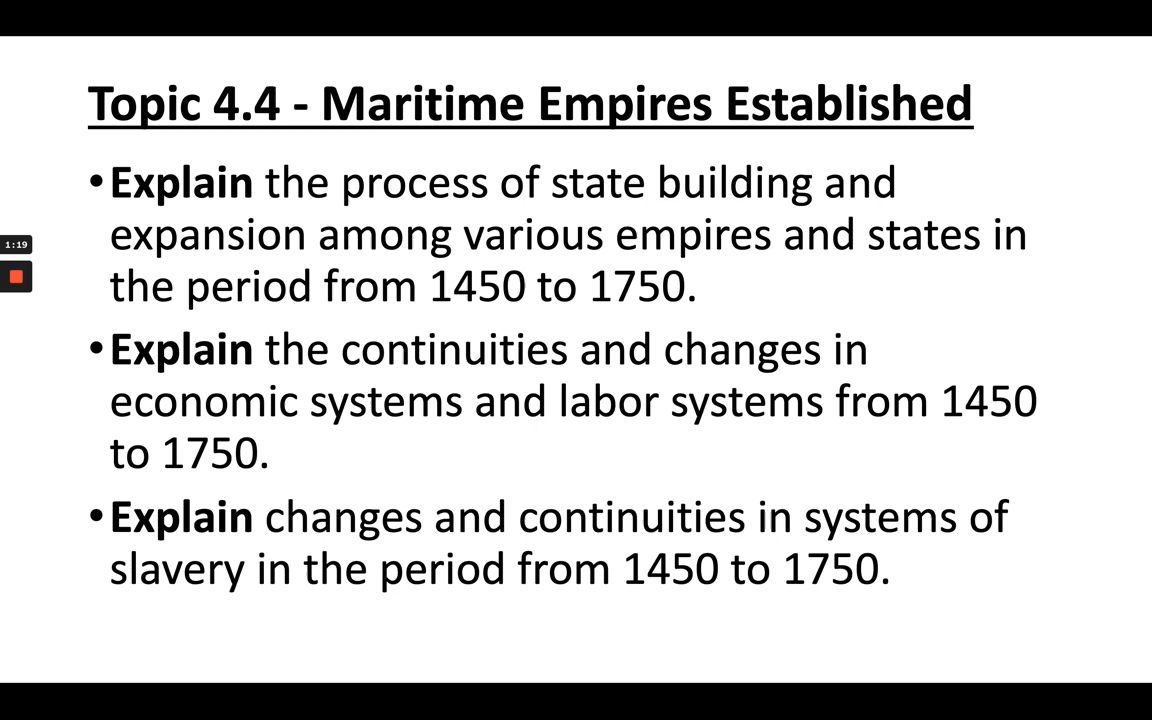 Topic 4.4 - Maritime Empires Established
•Explain the process of state building and
expansion among various empires and states in
the period from 1450 to 1750.
1:19
•Explain the continuities and changes in
economic systems and labor systems from 1450
to 1750.
•Explain changes and continuities in systems of
slavery in the period from 1450 to 1750.